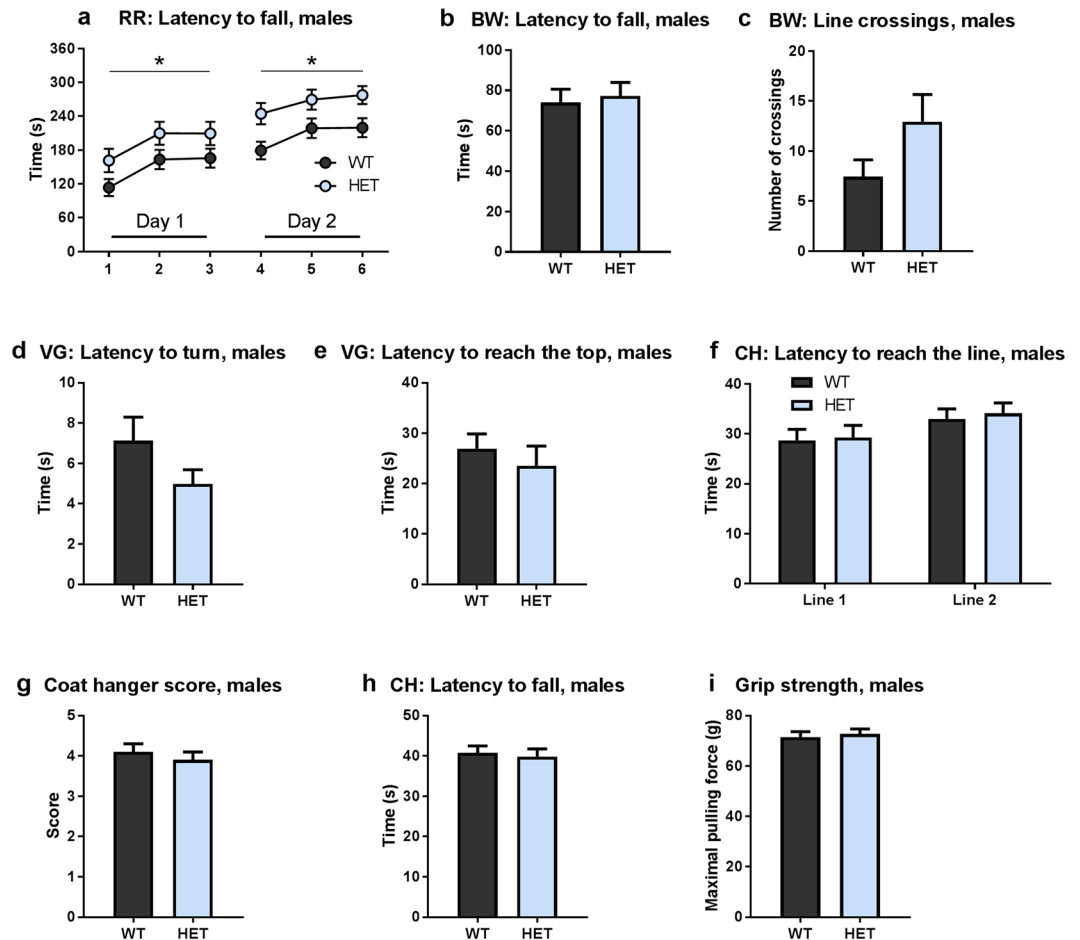 a RR: Latency to fall, males
Time (s)
360
300
240
180
120
60
0
*
*
WT
HET
Day 1
Day 2
1 2 3 4 5 6
b BW: Latency to fall, males
Time (s)
100
80
60
40
20
0
WT HET
c BW: Line crossings, males
Number of crossings
20
15
10
5
0
WT HET
d VG: Latency to turn, males
Time (s)
10
8
6
4
2
0
WT HET
e VG: Latency to reach the top, males
Time (s)
40
30
20
10
0
WT HET
f CH: Latency to reach the line, males
Time (s)
40
30
20
10
0
WT
HET
Line 1 Line 2
g Coat hanger score, males
Score
5
4
3
2
1
0
WT HET
h CH: Latency to fall, males
Time (s)
50
40
30
20
10
0
WT HET
i Grip strength, males
Maximal pulling force (g)
80
60
40
20
0
WT HET